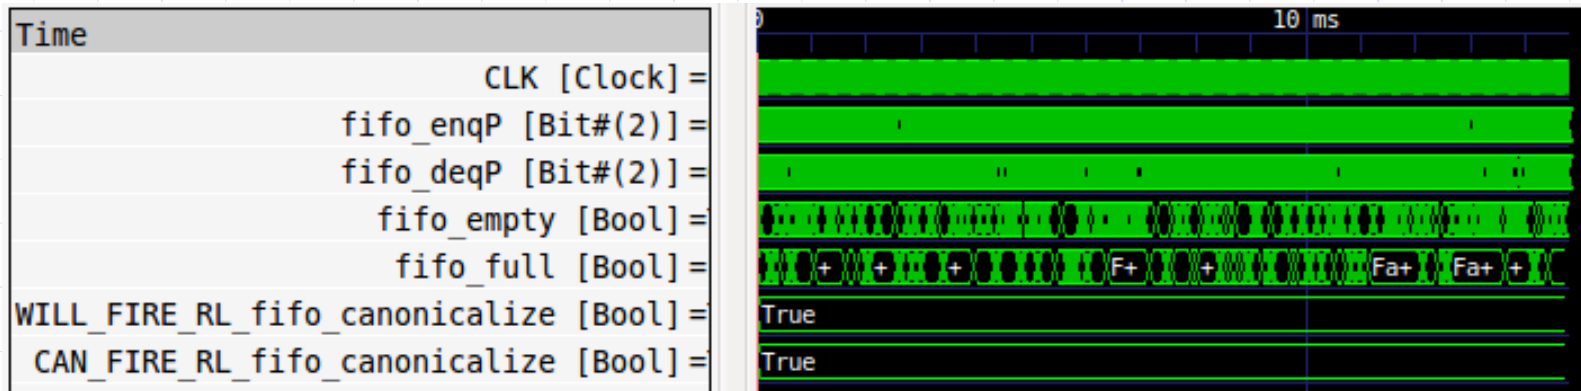 0 10 ms
Time
CLK [Clock]=
fifo_enqP [Bit#(2)]=
fifo_deqP [Bit#(2)]=
fifo_empty [Bool]=
fifo_full [Bool]= + + + F+ + Fa+ Fa+ +
WILL_FIRE_RL_fifo_canonicalize [Bool]= True
CAN_FIRE_RL_fifo_canonicalize [Bool]= True